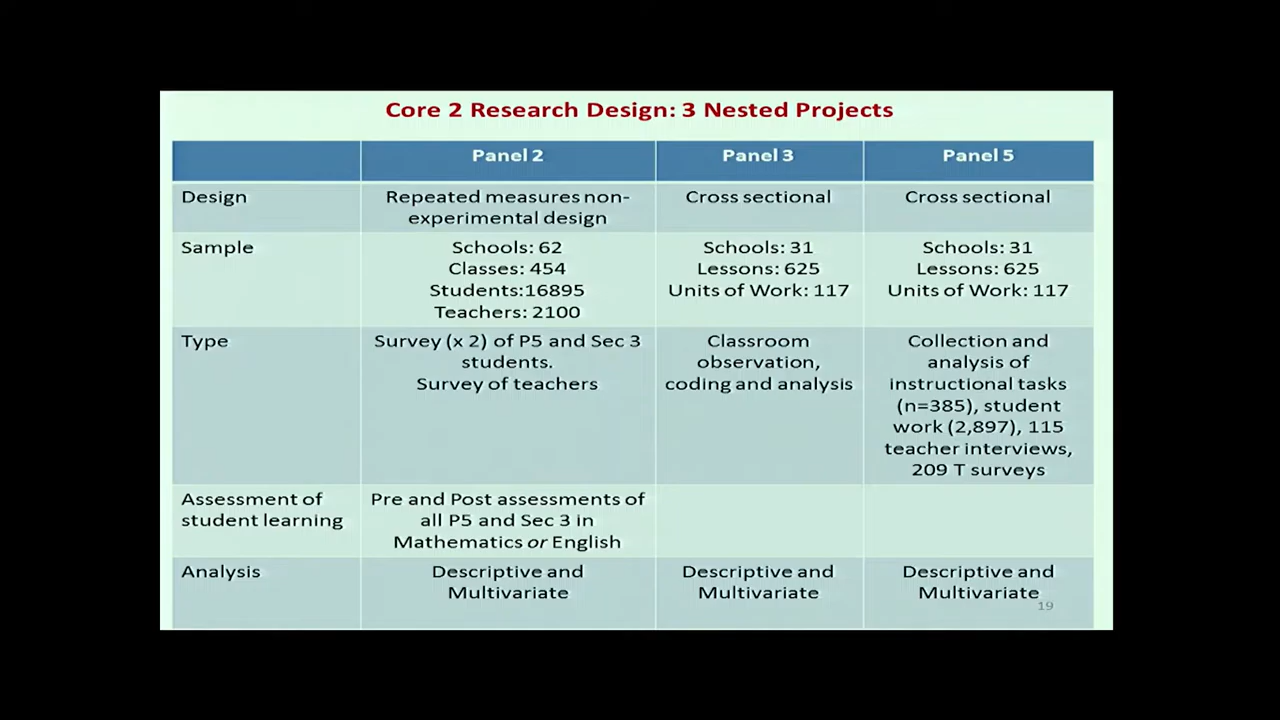 Core 2 Research Design: 3 Nested Projects
Panel 2
Panel 3
Panel 5
Design
Repeated measures non-
experimental design
Cross sectional
Cross sectional
Sample
Schools: 62
Classes: 454
Students:16895
Teachers: 2100
Schools: 31
Lessons: 625
Units of Work: 117
Schools: 31
Lessons: 625
Units of Work: 117
Type
Survey (x 2) of P5 and Sec 3
students.
Survey of teachers
Classroom
observation,
coding and analysis
Collection and
analysis of
instructional tasks
(n=385), student
work (2,897), 115
teacher interviews,
209 T surveys
Assessment of
student learning
Pre and Post assessments of
all P5 and Sec 3 in
Mathematics or English
Analysis
Descriptive and
Multivariate
Descriptive and
Multivariate
Descriptive and
Multivariate
19